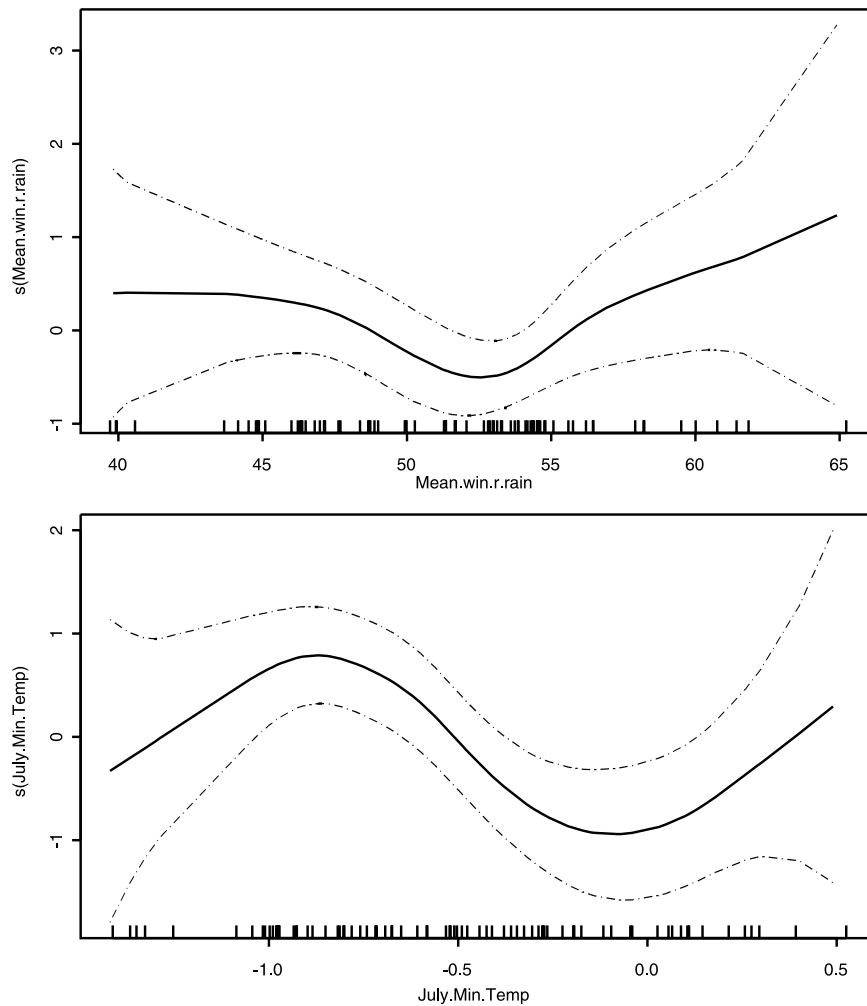 3
2
1
0
-1
s(Mean.win.r.rain)
40 45 50 55 60 65
Mean.win.r.rain
2
1
0
-1
s(July.Min.Temp)
-1.0 -0.5 0.0 0.5
July.Min.Temp